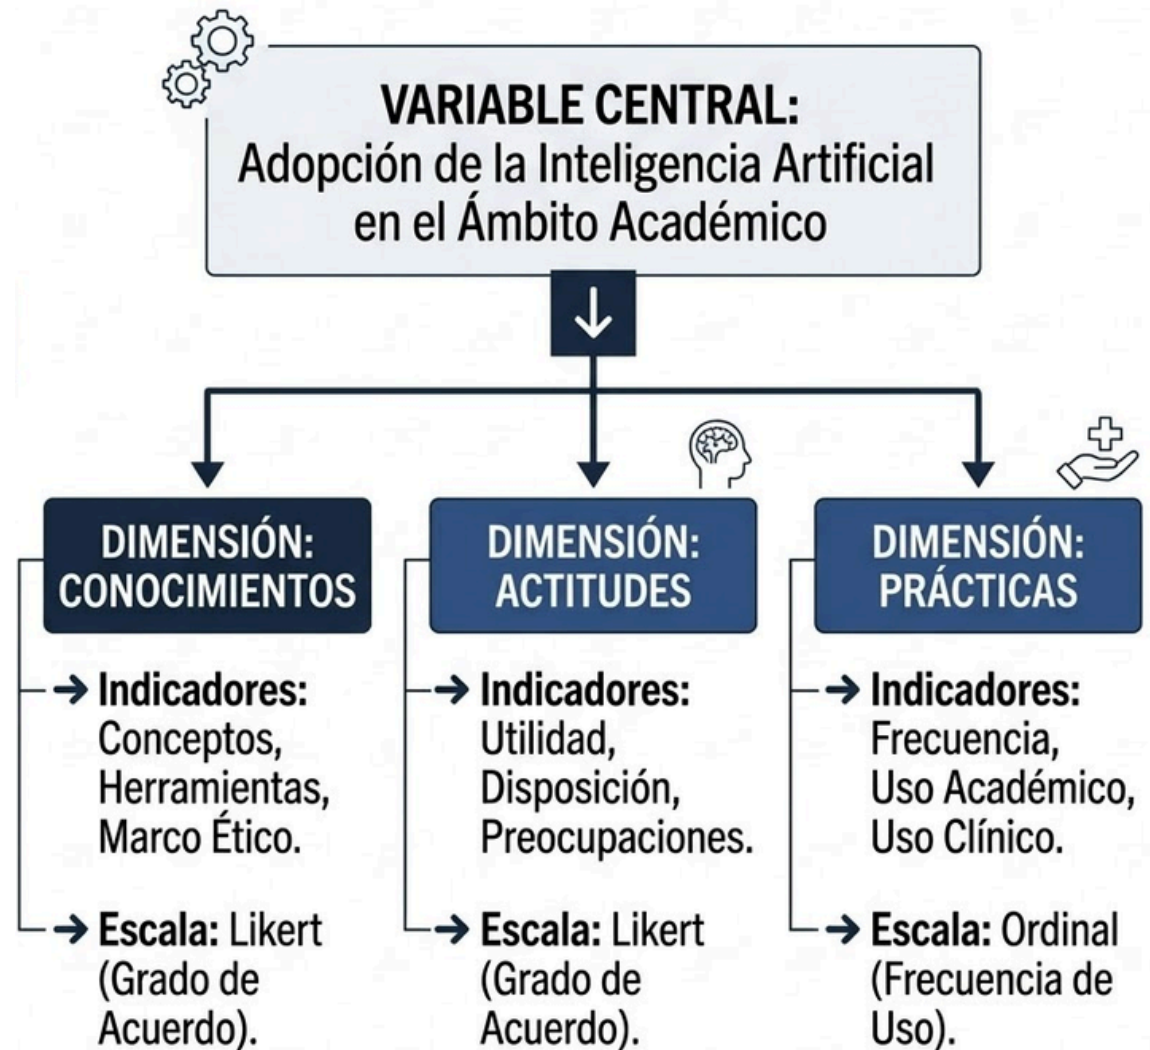 VARIABLE CENTRAL:
Adopción de la Inteligencia Artificial
en el Ámbito Académico
DIMENSIÓN:
CONOCIMIENTOS
Indicadores:
Conceptos,
Herramientas,
Marco Ético.
Escala: Likert
(Grado de
Acuerdo).
DIMENSIÓN:
ACTITUDES
Indicadores:
Utilidad,
Disposición,
Preocupaciones.
Escala: Likert
(Grado de
Acuerdo).
DIMENSIÓN:
PRÁCTICAS
Indicadores:
Frecuencia,
Uso Académico,
Uso Clínico.
Escala: Ordinal
(Frecuencia de
Uso).